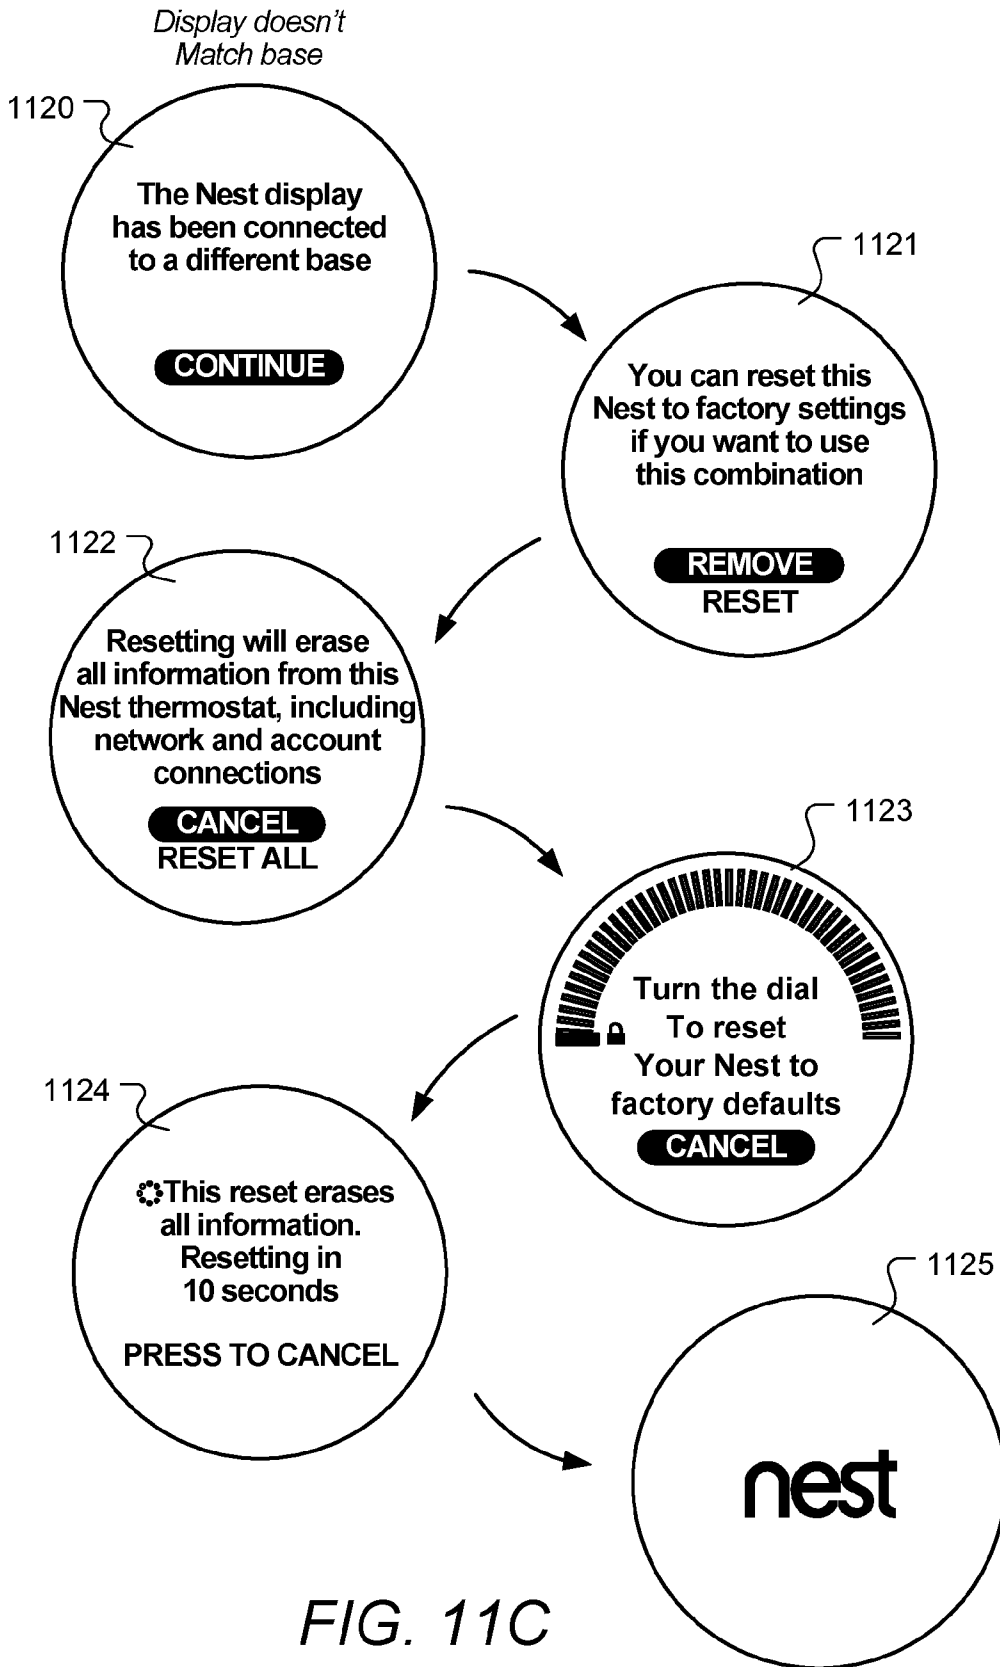 Display doesn't
Match base
1120
The Nest display
has been connected
to a different base
CONTINUE
1121
You can reset this
Nest to factory settings
if you want to use
this combination
REMOVE
RESET
1122
Resetting will erase
all information from this
Nest thermostat, including
network and account
connections
CANCEL
RESET ALL
1123
Turn the dial
To reset
Your Nest to
factory defaults
CANCEL
1124
This reset erases
all information.
Resetting in
10 seconds
PRESS TO CANCEL
1125
nest
FIG. 11C